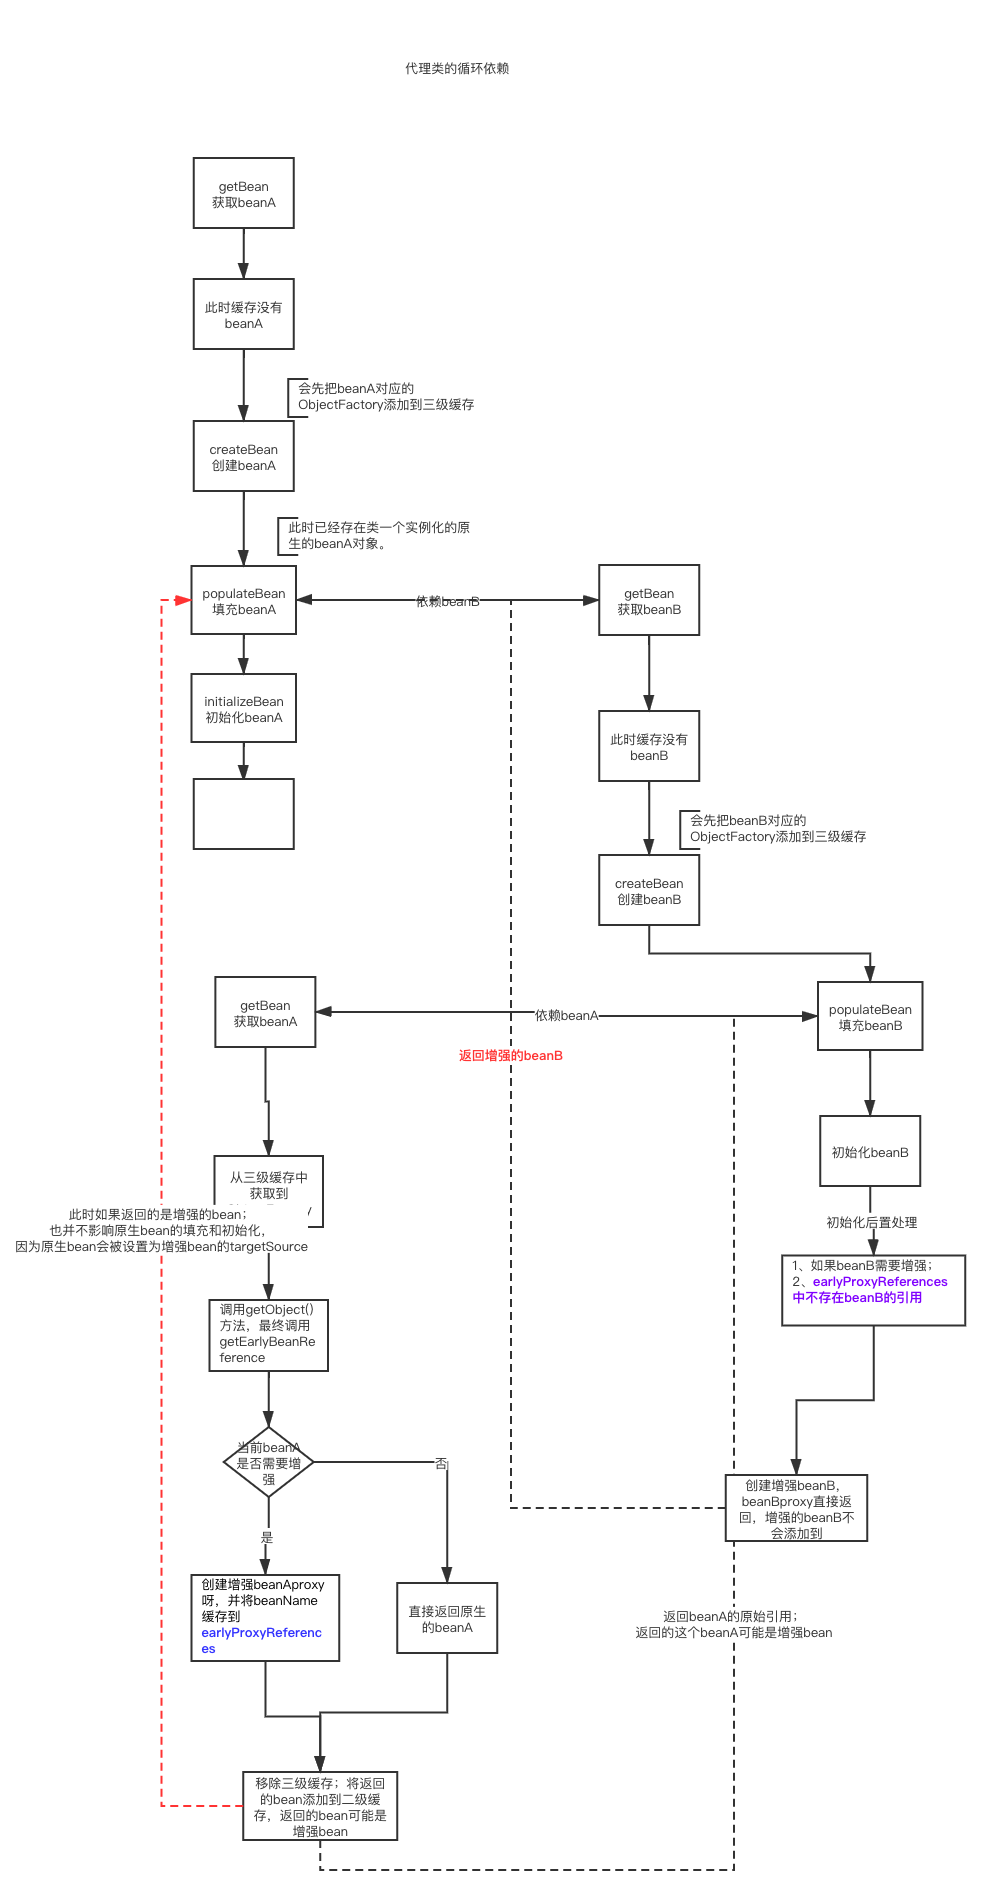 代理类的循环依赖
getBean
获取beanA
此时缓存没有
beanA
会先把beanA对应的
ObjectFactory添加到三级缓存
createBean
创建beanA
此时已经存在类一个实例化的原
生的beanA对象。
populateBean
填充beanA
依赖beanB
getBean
获取beanB
initializeBean
初始化beanA
此时缓存没有
beanB
会先把beanB对应的
ObjectFactory添加到三级缓存
createBean
创建beanB
getBean
获取beanA
依赖beanA
populateBean
填充beanB
返回增强的beanB
初始化beanB
从三级缓存中
获取到
此时如果返回的是增强的bean；
也并不影响原生bean的填充和初始化，
因为原生bean会被设置为增强bean的targetSource
初始化后置处理
1、如果beanB需要增强；
2、earlyProxyReferences
中不存在beanB的引用
调用getObject()
方法，最终调用
getEarlyBeanRe
ference
当前beanA
是否需要增
强
否
是
创建增强beanB，
beanBproxy直接返
回，增强的beanB不
会添加到
创建增强beanAproxy
呀，并将beanName
缓存到
earlyProxyReferenc
es
直接返回原生
的beanA
返回beanA的原始引用；
返回的这个beanA可能是增强bean
移除三级缓存；将返回
的bean添加到二级缓
存，返回的bean可能是
增强bean